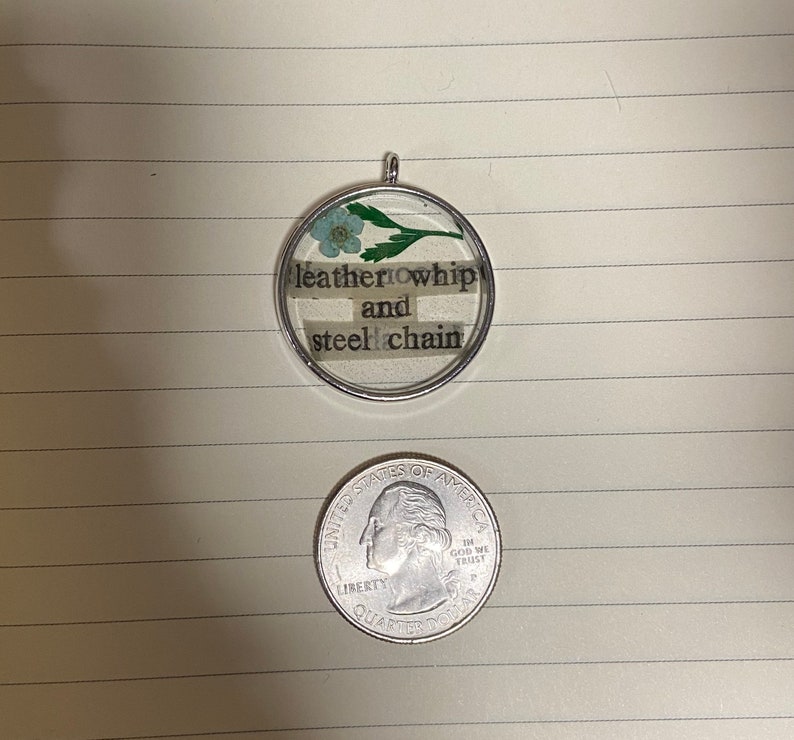 leather whip
and
steel chain
UNITED STATES OF AMERICA
IN
GOD WE
TRUST
LIBERTY
P
QUARTER DOLLAR